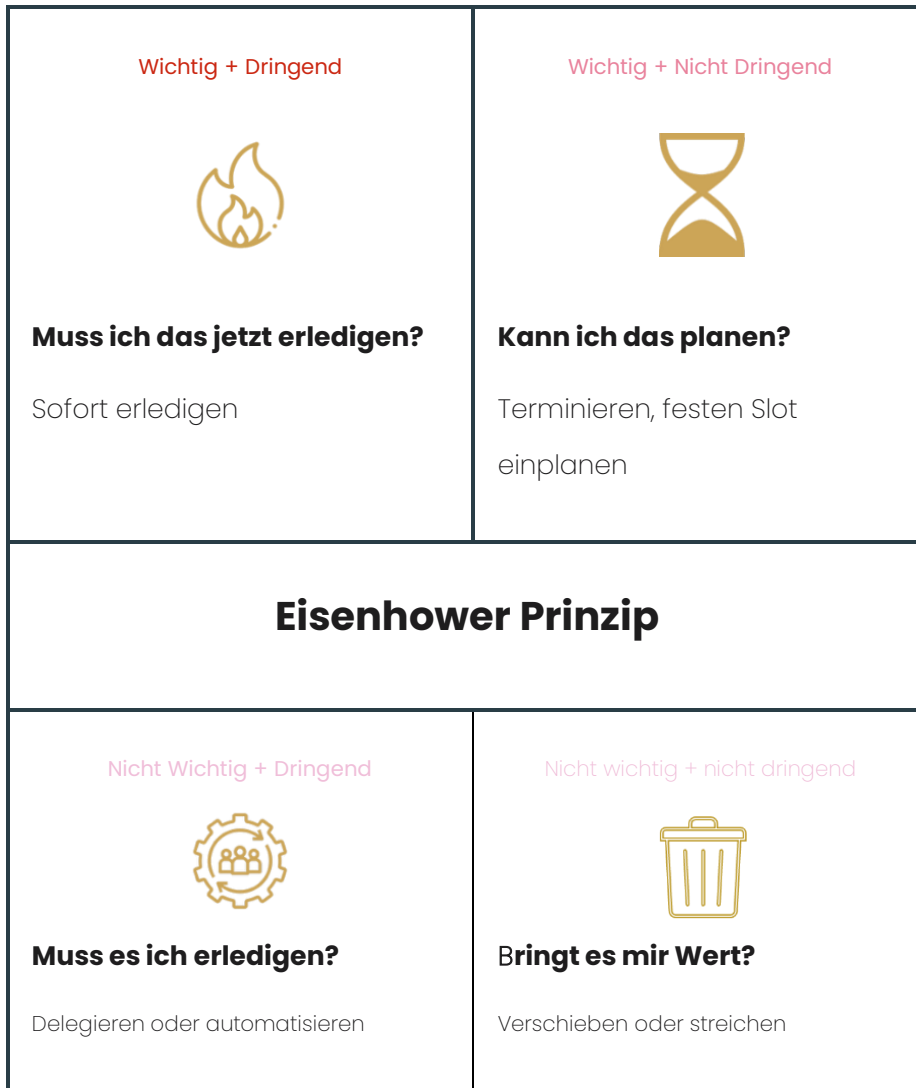 Wichtig + Dringend
Wichtig + Nicht Dringend
Muss ich das jetzt erledigen?
Kann ich das planen?
Sofort erledigen
Terminieren, festen Slot
einplanen
Eisenhower Prinzip
Nicht Wichtig + Dringend
Nicht wichtig + nicht dringend
Muss es ich erledigen?
Bringt es mir Wert?
Delegieren oder automatisieren
Verschieben oder streichen